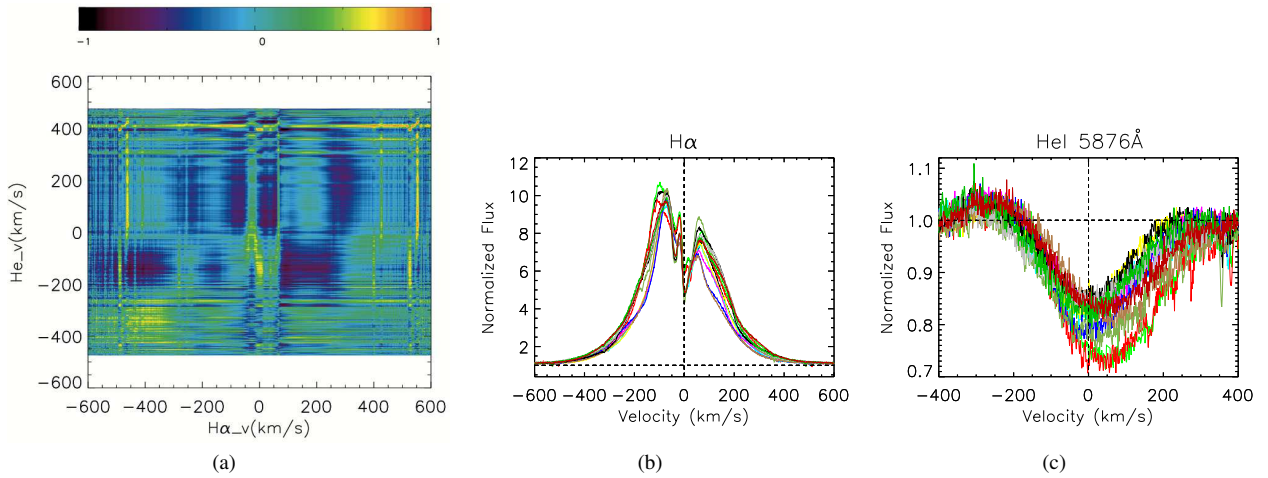 −1 0 1
600
400
200
0
−200
−400
−600
He_v(km/s)
−600 −400 −200 0 200 400 600
Hα_v(km/s)
(a)
Hα
12
10
8
6
4
2
Normalized Flux
−600 −400 −200 0 200 400 600
Velocity (km/s)
(b)
HeI 5876Å
1.1
1.0
0.9
0.8
0.7
Normalized Flux
−400 −200 0 200 400
Velocity (km/s)
(c)